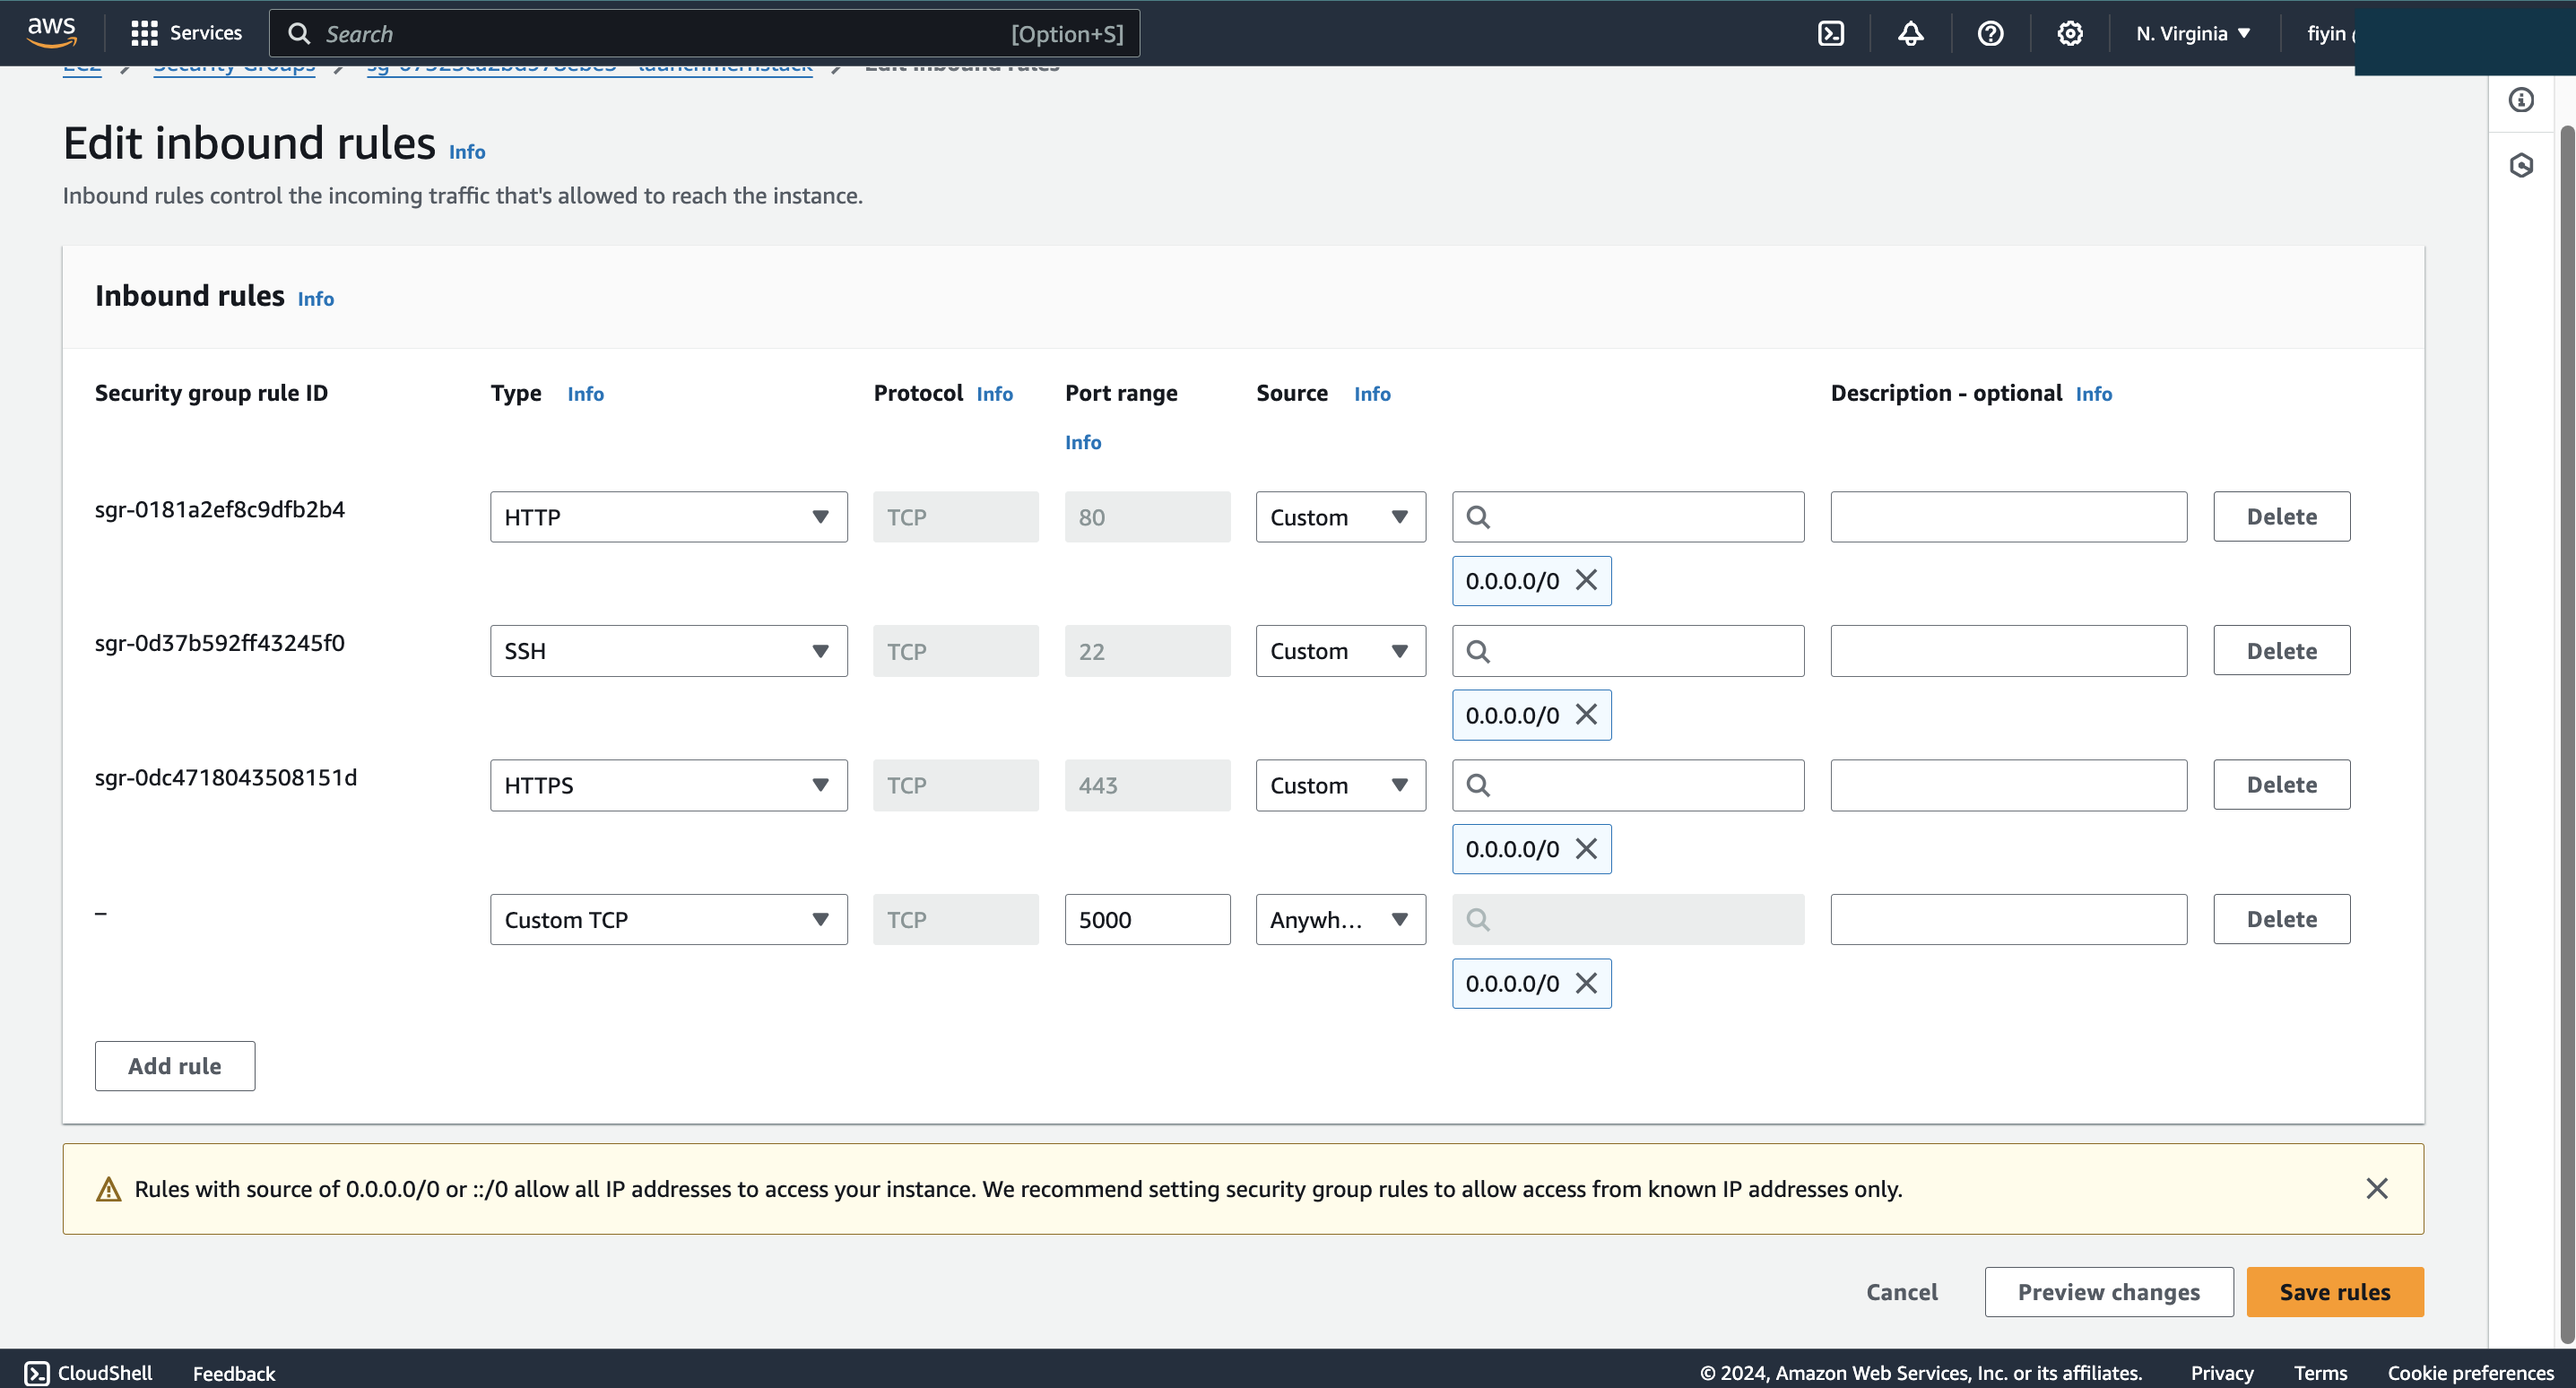 aws Services Search [Option+S] N. Virginia fiyin
Edit inbound rules Info
Inbound rules control the incoming traffic that's allowed to reach the instance.
Inbound rules Info
Security group rule ID Type Info Protocol Info Port range Source Info Description - optional Info
Info
sgr-0181a2ef8c9dfb2b4 HTTP TCP 80 Custom Delete
0.0.0.0/0
sgr-0d37b592ff43245f0 SSH TCP 22 Custom Delete
0.0.0.0/0
sgr-0dc4718043508151d HTTPS TCP 443 Custom Delete
0.0.0.0/0
– Custom TCP TCP 5000 Anywh... Delete
0.0.0.0/0
Add rule
Rules with source of 0.0.0.0/0 or ::/0 allow all IP addresses to access your instance. We recommend setting security group rules to allow access from known IP addresses only.
Cancel Preview changes Save rules
CloudShell Feedback © 2024, Amazon Web Services, Inc. or its affiliates. Privacy Terms Cookie preferences